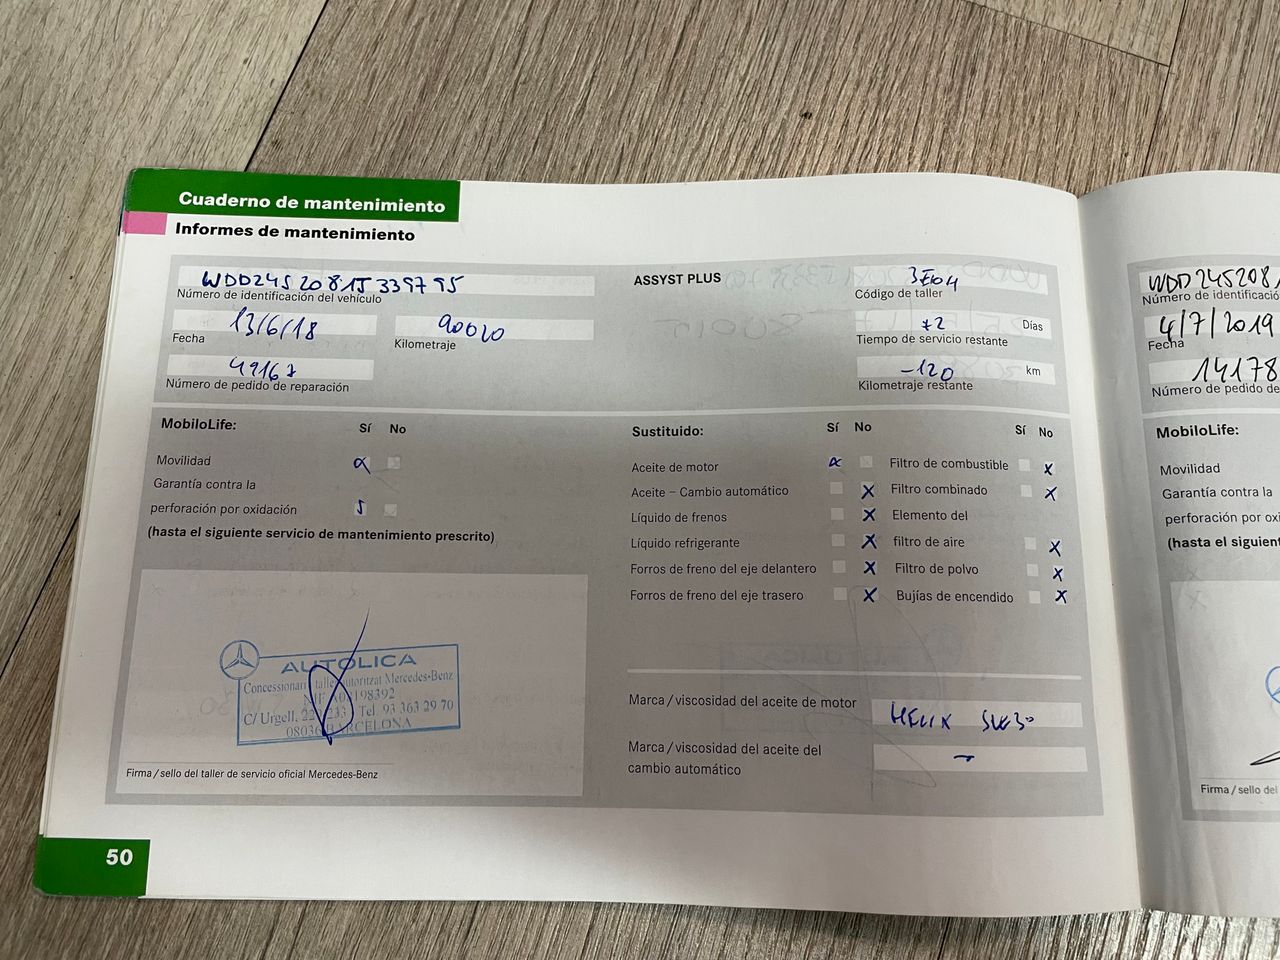 Cuaderno de mantenimiento
Informes de mantenimiento
WDD2452081J339795
Número de identificación del vehículo
13/6/18
Fecha
90020
Kilometraje
49167
Número de pedido de reparación
ASSYST PLUS
Código de taller
±2 Días
Tiempo de servicio restante
-120 km
Kilometraje restante
MobiloLife: Sí No
Movilidad
Garantía contra la
perforación por oxidación
(hasta el siguiente servicio de mantenimiento prescrito)
Sustituido: Sí No Sí No
Aceite de motor
Aceite – Cambio automático X
Líquido de frenos X
Líquido refrigerante X
Forros de freno del eje delantero X
Forros de freno del eje trasero X
Filtro de combustible X
Filtro combinado X
Elemento del
filtro de aire X
Filtro de polvo X
Bujías de encendido X
AUTOLICA
Concessionari taller autoritzat Mercedes-Benz
NIF A08198392
C/ Urgell, Tel 93 363 29 70
08036 BARCELONA
Firma / sello del taller de servicio oficial Mercedes-Benz
Marca / viscosidad del aceite de motor
HELIX 5W30
Marca / viscosidad del aceite del
cambio automático
–
50
WDD245208
Número de identificació
4/7/2019
Fecha
14178
Número de pedido de
MobiloLife:
Movilidad
Garantía contra la
perforación por oxi
(hasta el siguient
Firma / sello del